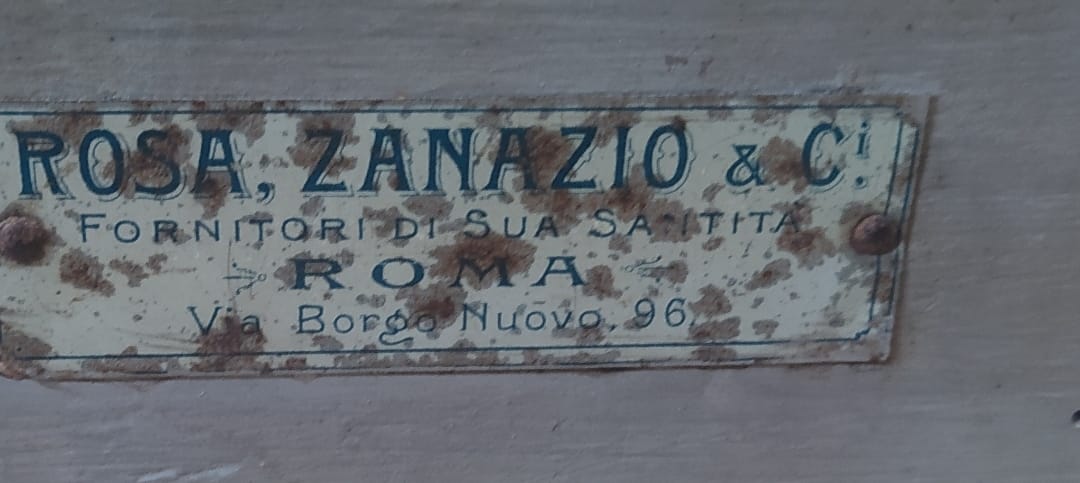 ROSA, ZANAZIO & Cⁱ.
FORNITORI DI SUA SANTITÀ
ROMA
Via Borgo Nuovo, 96.